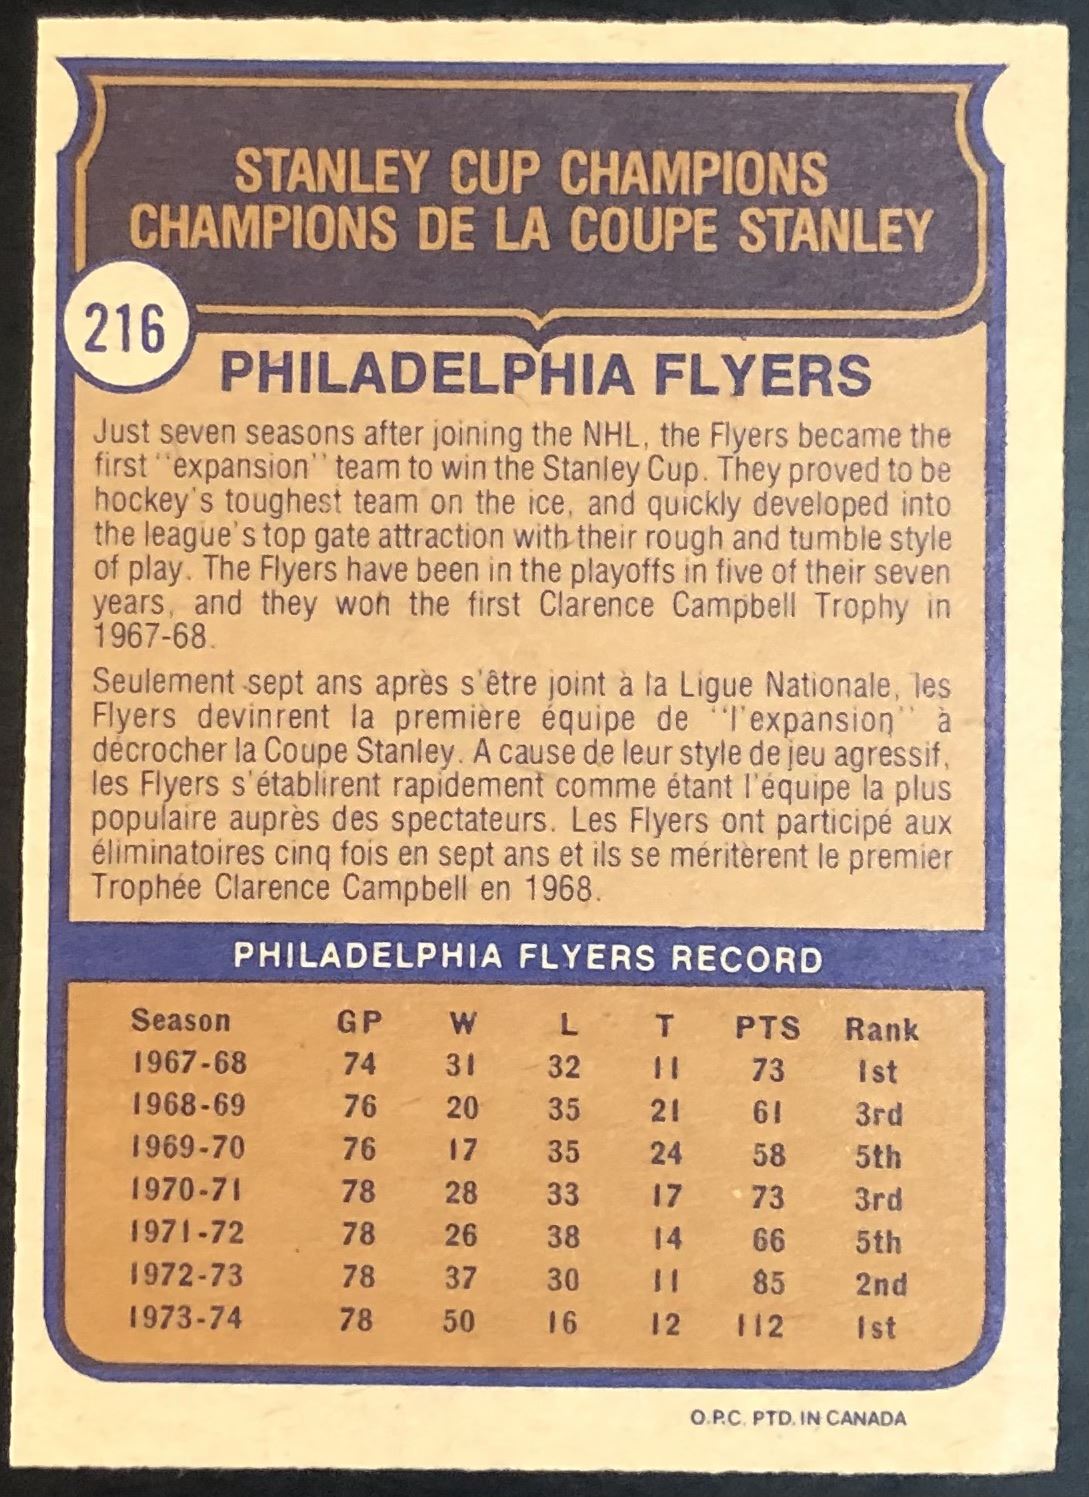 STANLEY CUP CHAMPIONS
CHAMPIONS DE LA COUPE STANLEY
216
PHILADELPHIA FLYERS
Just seven seasons after joining the NHL, the Flyers became the
first "expansion" team to win the Stanley Cup. They proved to be
hockey's toughest team on the ice, and quickly developed into
the league's top gate attraction with their rough and tumble style
of play. The Flyers have been in the playoffs in five of their seven
years, and they won the first Clarence Campbell Trophy in
1967-68.
Seulement sept ans après s'être joint à la Ligue Nationale, les
Flyers devinrent la première équipe de "l'expansion" à
décrocher la Coupe Stanley. A cause de leur style de jeu agressif,
les Flyers s'établirent rapidement comme étant l'équipe la plus
populaire auprès des spectateurs. Les Flyers ont participé aux
éliminatoires cinq fois en sept ans et ils se méritèrent le premier
Trophée Clarence Campbell en 1968.
PHILADELPHIA FLYERS RECORD
Season GP W L T PTS Rank
1967-68 74 31 32 11 73 1st
1968-69 76 20 35 21 61 3rd
1969-70 76 17 35 24 58 5th
1970-71 78 28 33 17 73 3rd
1971-72 78 26 38 14 66 5th
1972-73 78 37 30 11 85 2nd
1973-74 78 50 16 12 112 1st
O.P.C. PTD. IN CANADA